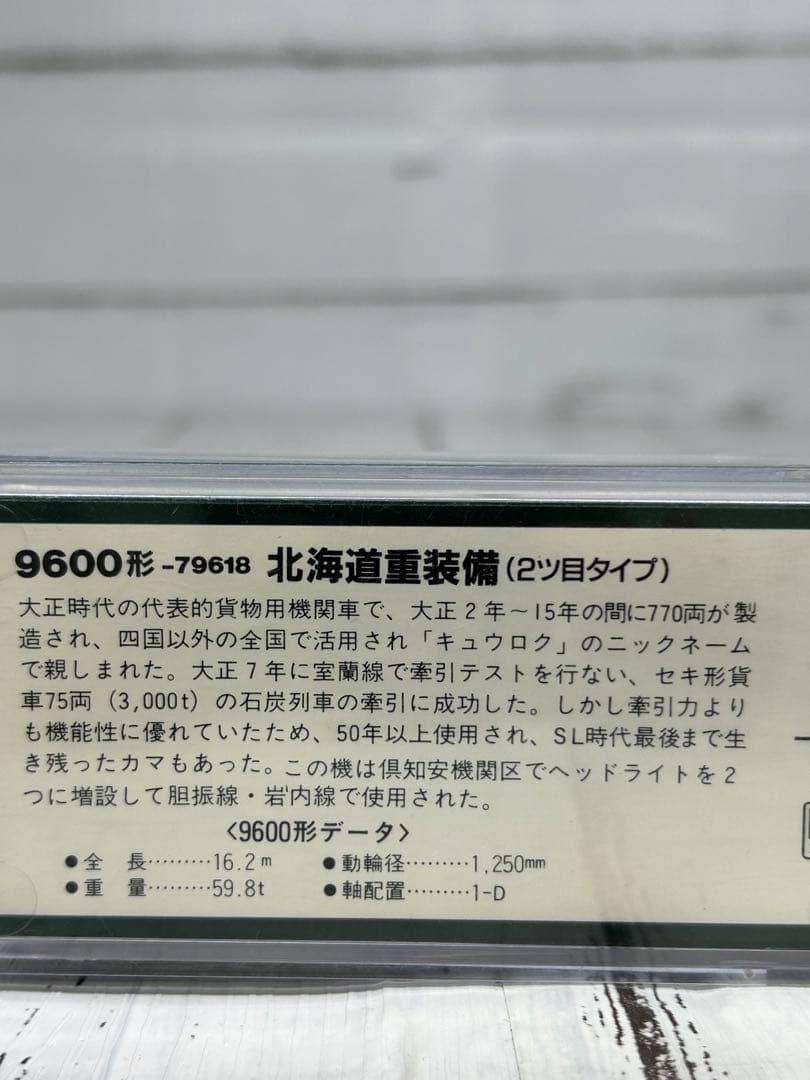 9600形 -79618 北海道重装備(2ツ目タイプ)
大正時代の代表的貨物用機関車で、大正2年～15年の間に770両が製
造され、四国以外の全国で活用され「キュウロク」のニックネーム
で親しまれた。大正7年に室蘭線で牽引テストを行ない、セキ形貨
車75両(3,000t)の石炭列車の牽引に成功した。しかし牽引力より
も機能性に優れていたため、50年以上使用され、SL時代最後まで生
き残ったカマもあった。この機は倶知安機関区でヘッドライトを2
つに増設して胆振線・岩内線で使用された。
〈9600形データ〉
●全 長………16.2m ●動輪径………1,250mm
●重 量………59.8t ●軸配置………1-D